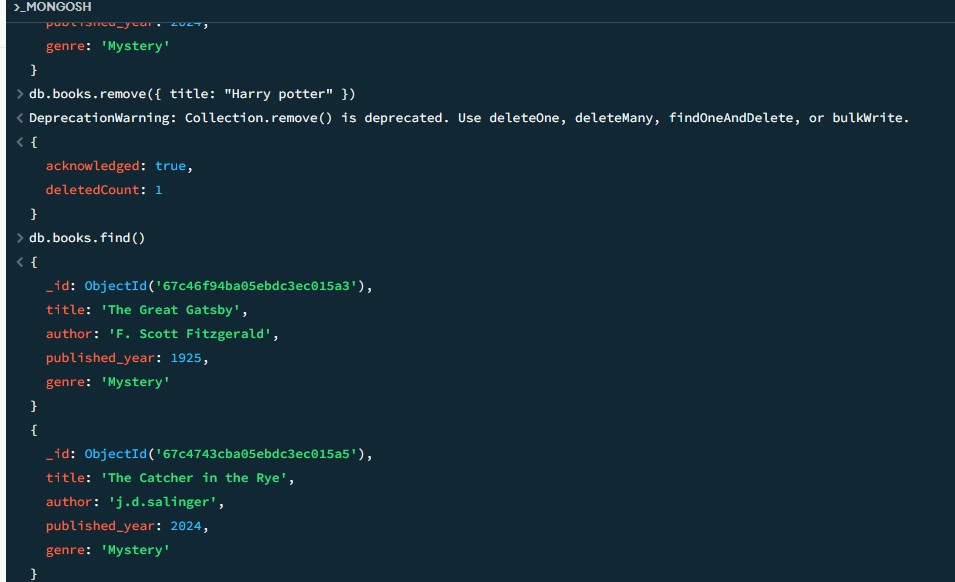 >_MONGOSH
published_year: 2024,
genre: 'Mystery'
}
> db.books.remove({ title: "Harry potter" })
< DeprecationWarning: Collection.remove() is deprecated. Use deleteOne, deleteMany, findOneAndDelete, or bulkWrite.
< {
acknowledged: true,
deletedCount: 1
}
> db.books.find()
< {
_id: ObjectId('67c46f94ba05ebdc3ec015a3'),
title: 'The Great Gatsby',
author: 'F. Scott Fitzgerald',
published_year: 1925,
genre: 'Mystery'
}
{
_id: ObjectId('67c4743cba05ebdc3ec015a5'),
title: 'The Catcher in the Rye',
author: 'j.d.salinger',
published_year: 2024,
genre: 'Mystery'
}